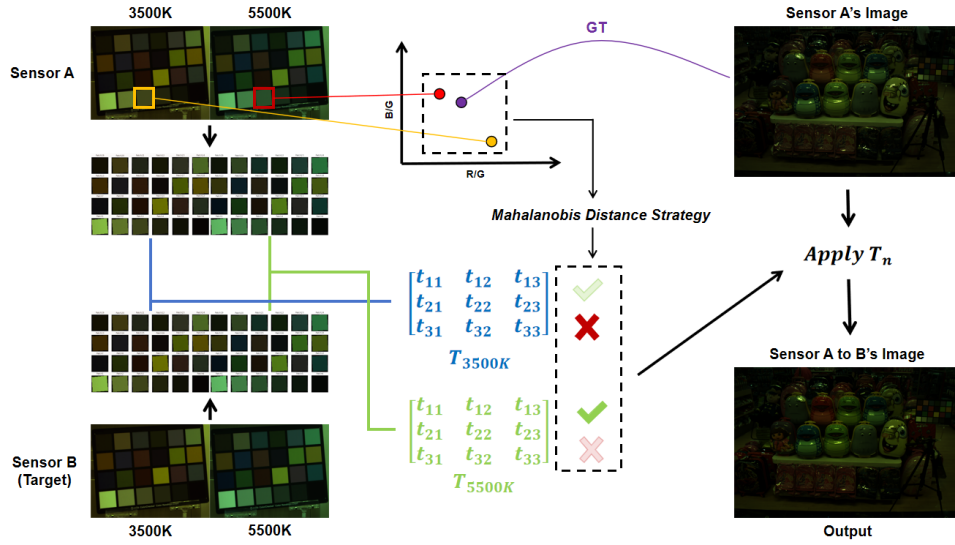 3500K
5500K
Sensor A's Image
GT
Sensor A
B/G
R/G
Mahalanobis Distance Strategy
Apply Tn
t11 t12 t13
t21 t22 t23
t31 t32 t33
T3500K
Sensor A to B's Image
t11 t12 t13
t21 t22 t23
t31 t32 t33
T5500K
Sensor B
(Target)
3500K
5500K
Output